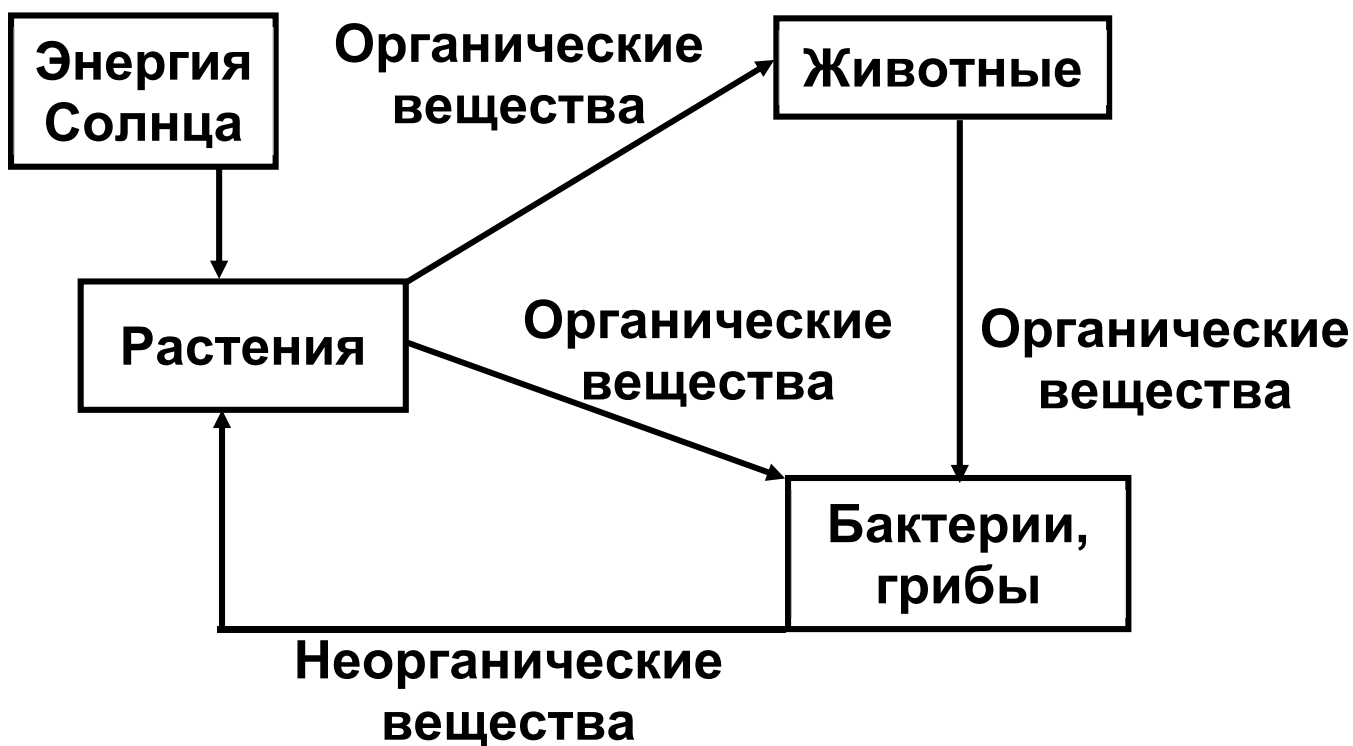 Энергия
Солнца
Органические
вещества
Животные
Растения
Органические
вещества
Органические
вещества
Бактерии,
грибы
Неорганические
вещества